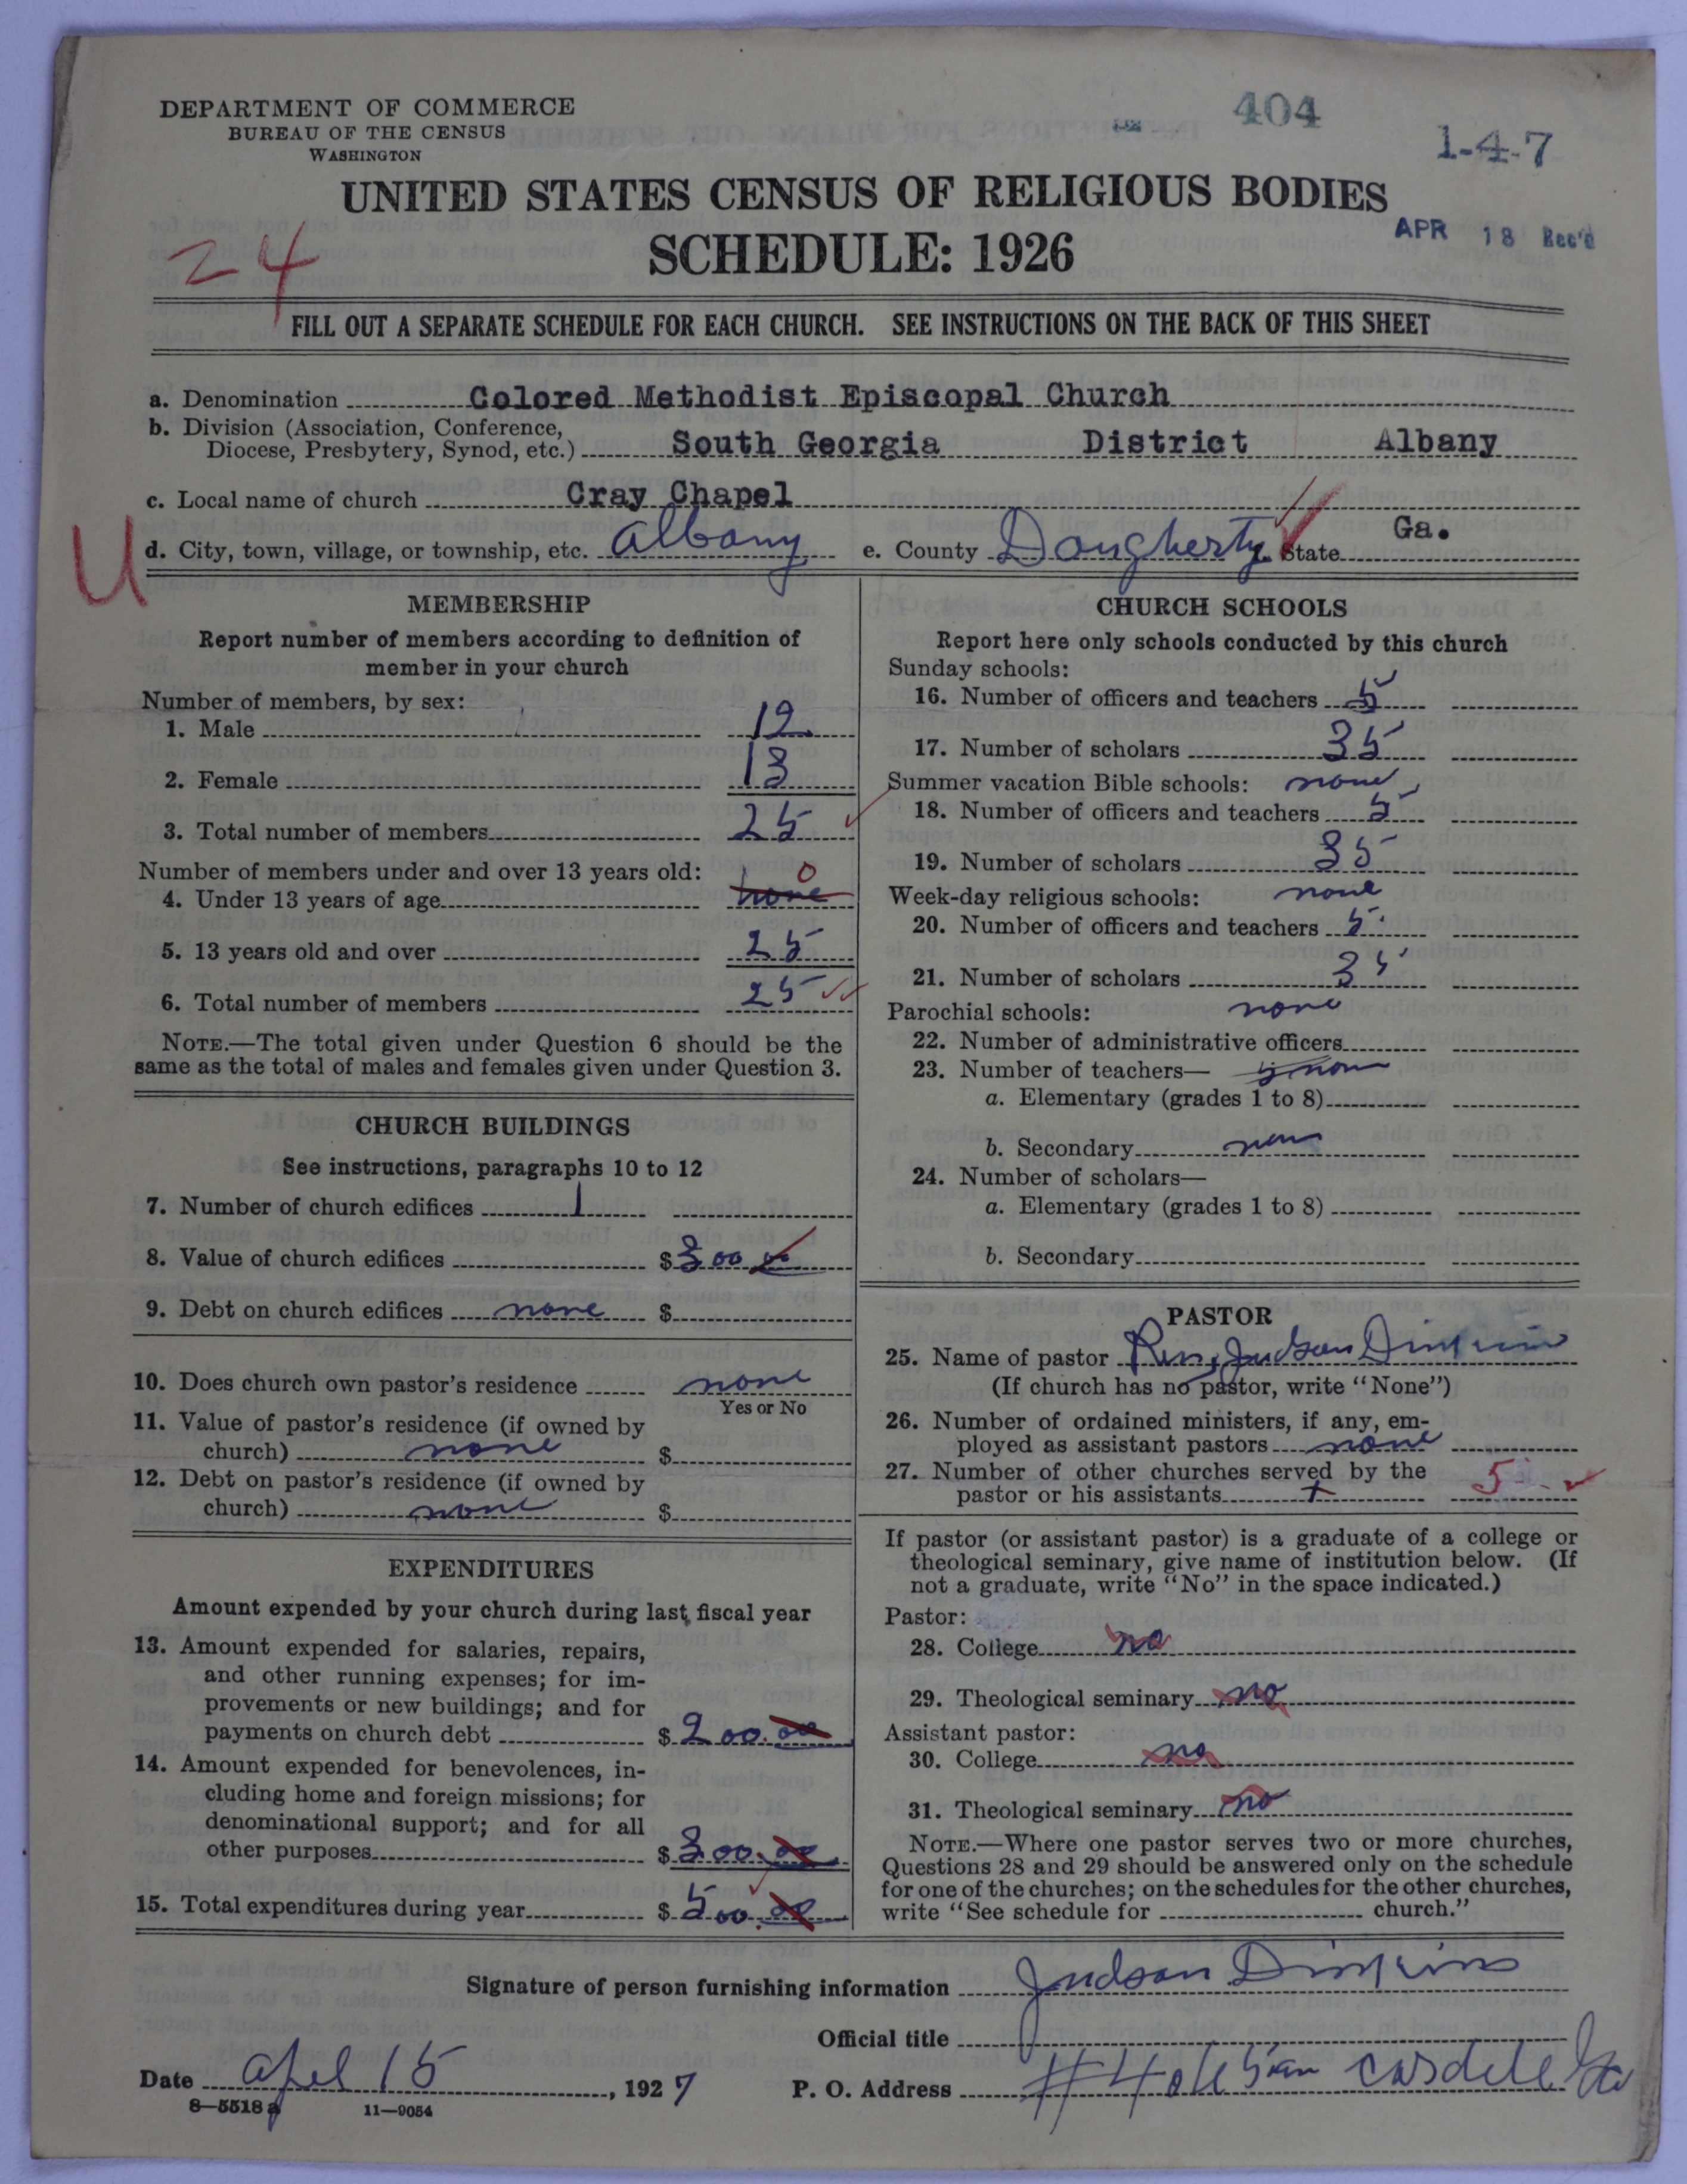 DEPARTMENT OF COMMERCE
BUREAU OF THE CENSUS
WASHINGTON
404
1-4-7
UNITED STATES CENSUS OF RELIGIOUS BODIES
SCHEDULE: 1926
APR 18 Rec'd
24
FILL OUT A SEPARATE SCHEDULE FOR EACH CHURCH. SEE INSTRUCTIONS ON THE BACK OF THIS SHEET
a. Denomination Colored Methodist Episcopal Church
b. Division (Association, Conference,
Diocese, Presbytery, Synod, etc.) South Georgia District Albany
c. Local name of church Cray Chapel
U
d. City, town, village, or township, etc. Albany e. County Dougherty State Ga.
MEMBERSHIP
Report number of members according to definition of
member in your church
Number of members, by sex:
1. Male 12
2. Female 13
3. Total number of members 25
Number of members under and over 13 years old:
4. Under 13 years of age none 0
5. 13 years old and over 25
6. Total number of members 25
NOTE.—The total given under Question 6 should be the
same as the total of males and females given under Question 3.
CHURCH BUILDINGS
See instructions, paragraphs 10 to 12
7. Number of church edifices 1
8. Value of church edifices $300 00
9. Debt on church edifices none $
10. Does church own pastor's residence none
Yes or No
11. Value of pastor's residence (if owned by
church) none $
12. Debt on pastor's residence (if owned by
church) none $
EXPENDITURES
Amount expended by your church during last fiscal year
13. Amount expended for salaries, repairs,
and other running expenses; for im-
provements or new buildings; and for
payments on church debt $200.00
14. Amount expended for benevolences, in-
cluding home and foreign missions; for
denominational support; and for all
other purposes $300.00
15. Total expenditures during year $500.00
CHURCH SCHOOLS
Report here only schools conducted by this church
Sunday schools:
16. Number of officers and teachers 5
17. Number of scholars 35
Summer vacation Bible schools: none
18. Number of officers and teachers 5
19. Number of scholars 35
Week-day religious schools: none
20. Number of officers and teachers 5
21. Number of scholars 35
Parochial schools: none
22. Number of administrative officers
23. Number of teachers—
a. Elementary (grades 1 to 8)
b. Secondary
24. Number of scholars—
a. Elementary (grades 1 to 8)
b. Secondary
PASTOR
25. Name of pastor Judson Dinkins
(If church has no pastor, write "None")
26. Number of ordained ministers, if any, em-
ployed as assistant pastors none
27. Number of other churches served by the
pastor or his assistants 5
If pastor (or assistant pastor) is a graduate of a college or
theological seminary, give name of institution below. (If
not a graduate, write "No" in the space indicated.)
Pastor:
28. College no
29. Theological seminary no
Assistant pastor:
30. College no
31. Theological seminary no
NOTE.—Where one pastor serves two or more churches,
Questions 28 and 29 should be answered only on the schedule
for one of the churches; on the schedules for the other churches,
write "See schedule for church."
Signature of person furnishing information Judson Dinkins
Official title
Date Apel 15, 1927 P. O. Address Ga
8—5518 a 11—9054